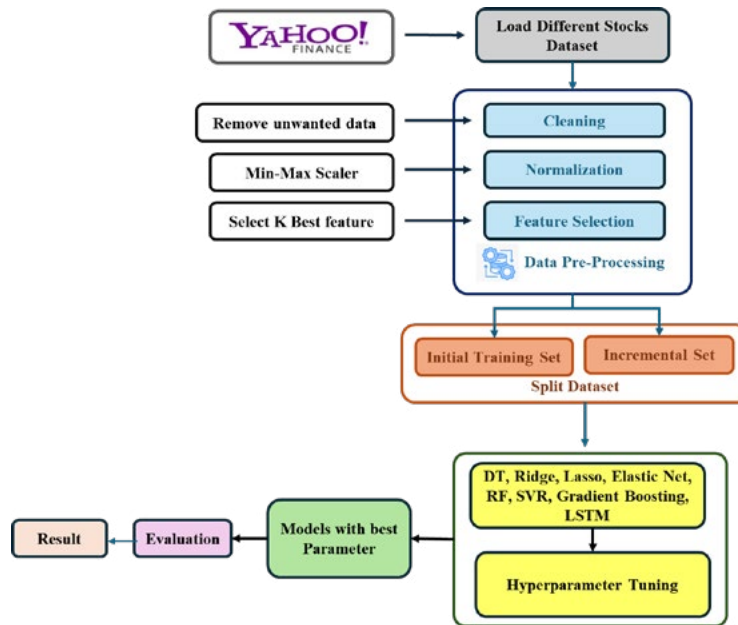 YAHOO!
FINANCE
Load Different Stocks
Dataset
Remove unwanted data
Cleaning
Min-Max Scaler
Normalization
Select K Best feature
Feature Selection
Data Pre-Processing
Initial Training Set
Incremental Set
Split Dataset
DT, Ridge, Lasso, Elastic Net,
RF, SVR, Gradient Boosting,
LSTM
Hyperparameter Tuning
Models with best
Parameter
Evaluation
Result